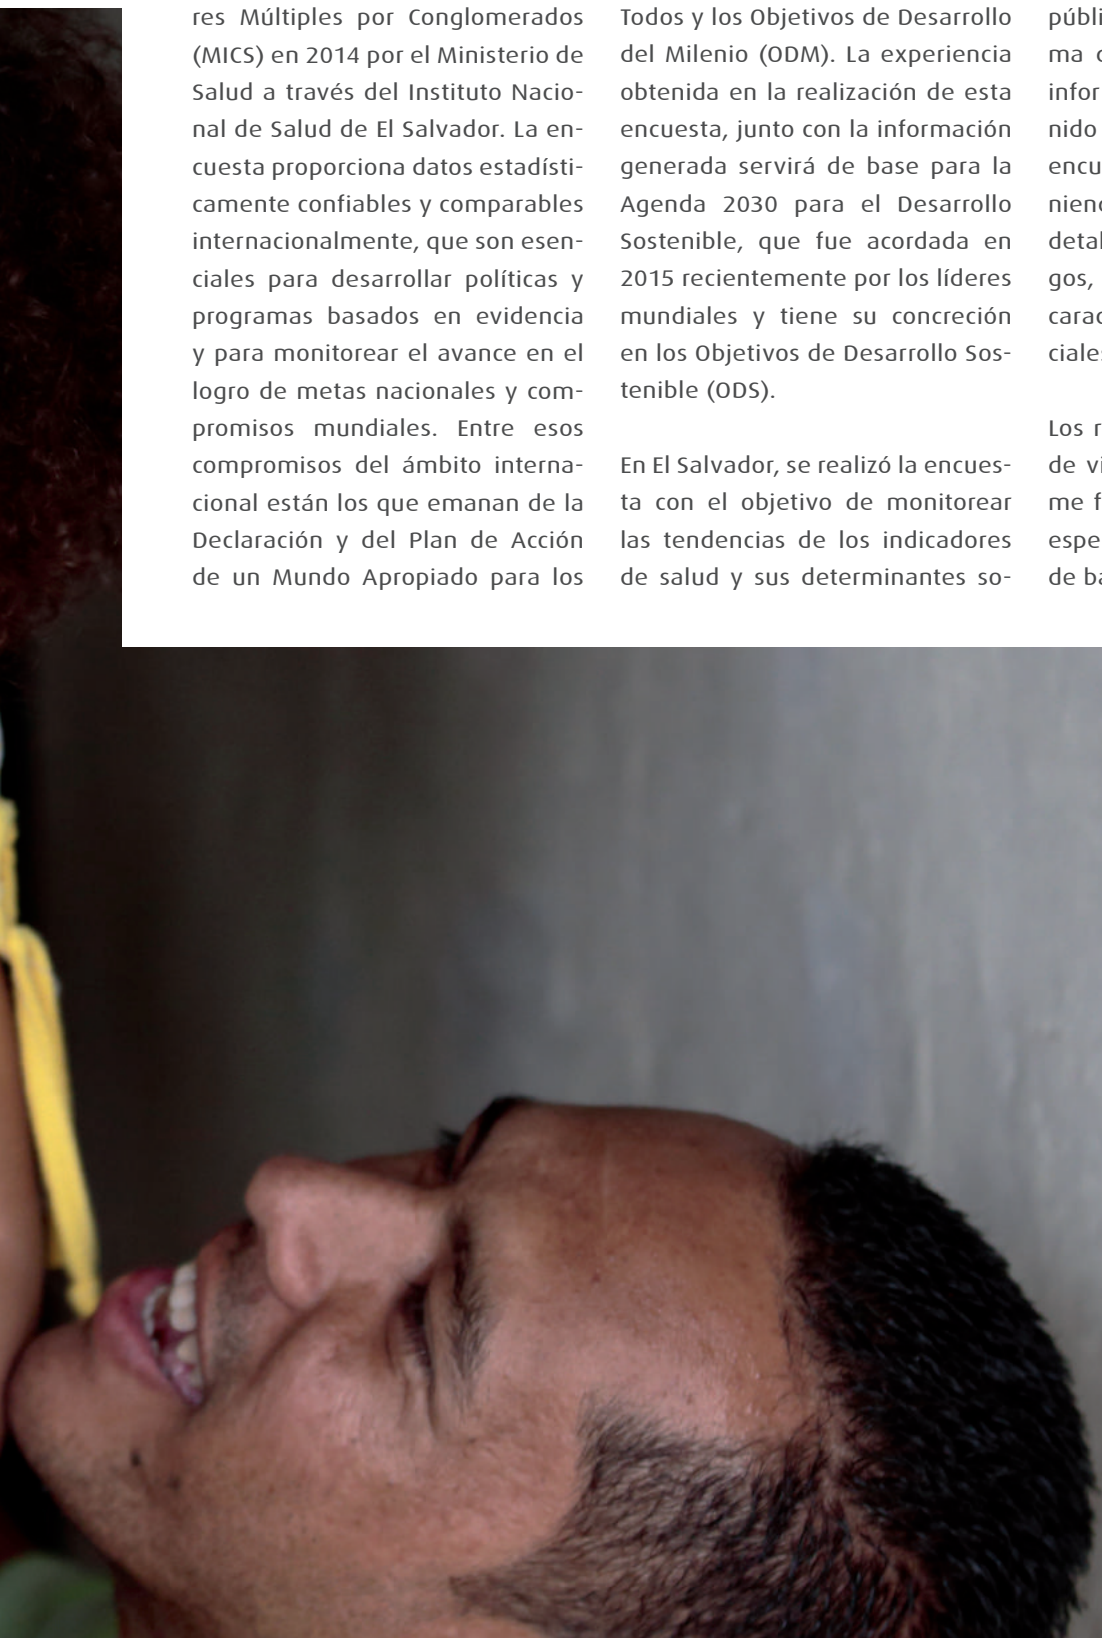 res Múltiples por Conglomerados
(MICS) en 2014 por el Ministerio de
Salud a través del Instituto Nacio-
nal de Salud de El Salvador. La en-
cuesta proporciona datos estadísti-
camente confiables y comparables
internacionalmente, que son esen-
ciales para desarrollar políticas y
programas basados en evidencia
y para monitorear el avance en el
logro de metas nacionales y com-
promisos mundiales. Entre esos
compromisos del ámbito interna-
cional están los que emanan de la
Declaración y del Plan de Acción
de un Mundo Apropiado para los
Todos y los Objetivos de Desarrollo
del Milenio (ODM). La experiencia
obtenida en la realización de esta
encuesta, junto con la información
generada servirá de base para la
Agenda 2030 para el Desarrollo
Sostenible, que fue acordada en
2015 recientemente por los líderes
mundiales y tiene su concreción
en los Objetivos de Desarrollo Sos-
tenible (ODS).
En El Salvador, se realizó la encues-
ta con el objetivo de monitorear
las tendencias de los indicadores
de salud y sus determinantes so-
públi
ma
infor
nido
encu
nien
detal
gos,
cara
ciales
Los
de
me
espe
de